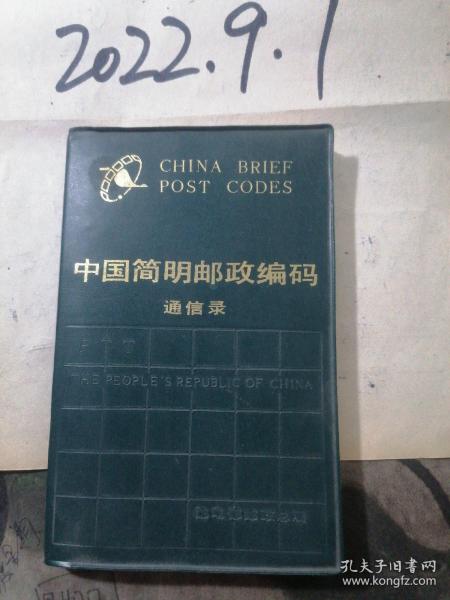 2022.9.1
CHINA BRIEF
POST CODES
中国简明邮政编码
通信录
P T T
THE PEOPLE'S REPUBLIC OF CHINA
孔夫子旧书网
www.kongfz.com